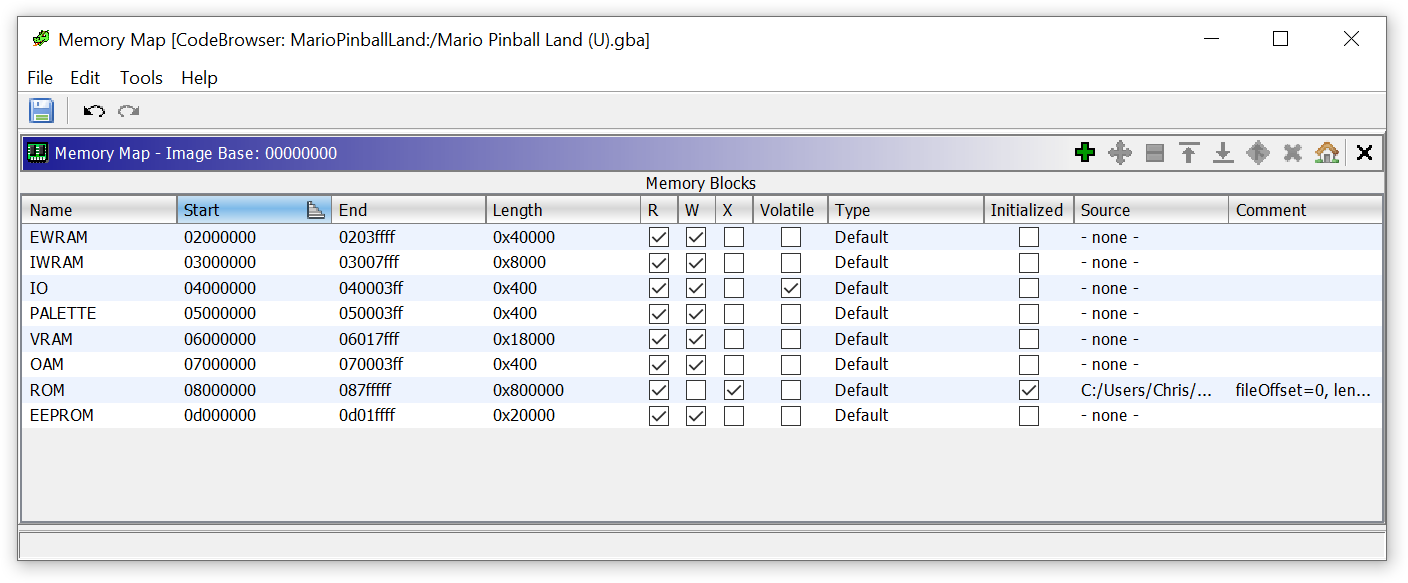 Memory Map [CodeBrowser: MarioPinballLand:/Mario Pinball Land (U).gba]
File Edit Tools Help
Memory Map - Image Base: 00000000
Memory Blocks
Name Start End Length R W X Volatile Type Initialized Source Comment
EWRAM 02000000 0203ffff 0x40000 Default - none -
IWRAM 03000000 03007fff 0x8000 Default - none -
IO 04000000 040003ff 0x400 Default - none -
PALETTE 05000000 050003ff 0x400 Default - none -
VRAM 06000000 06017fff 0x18000 Default - none -
OAM 07000000 070003ff 0x400 Default - none -
ROM 08000000 087fffff 0x800000 Default C:/Users/Chris/... fileOffset=0, len...
EEPROM 0d000000 0d01ffff 0x20000 Default - none -